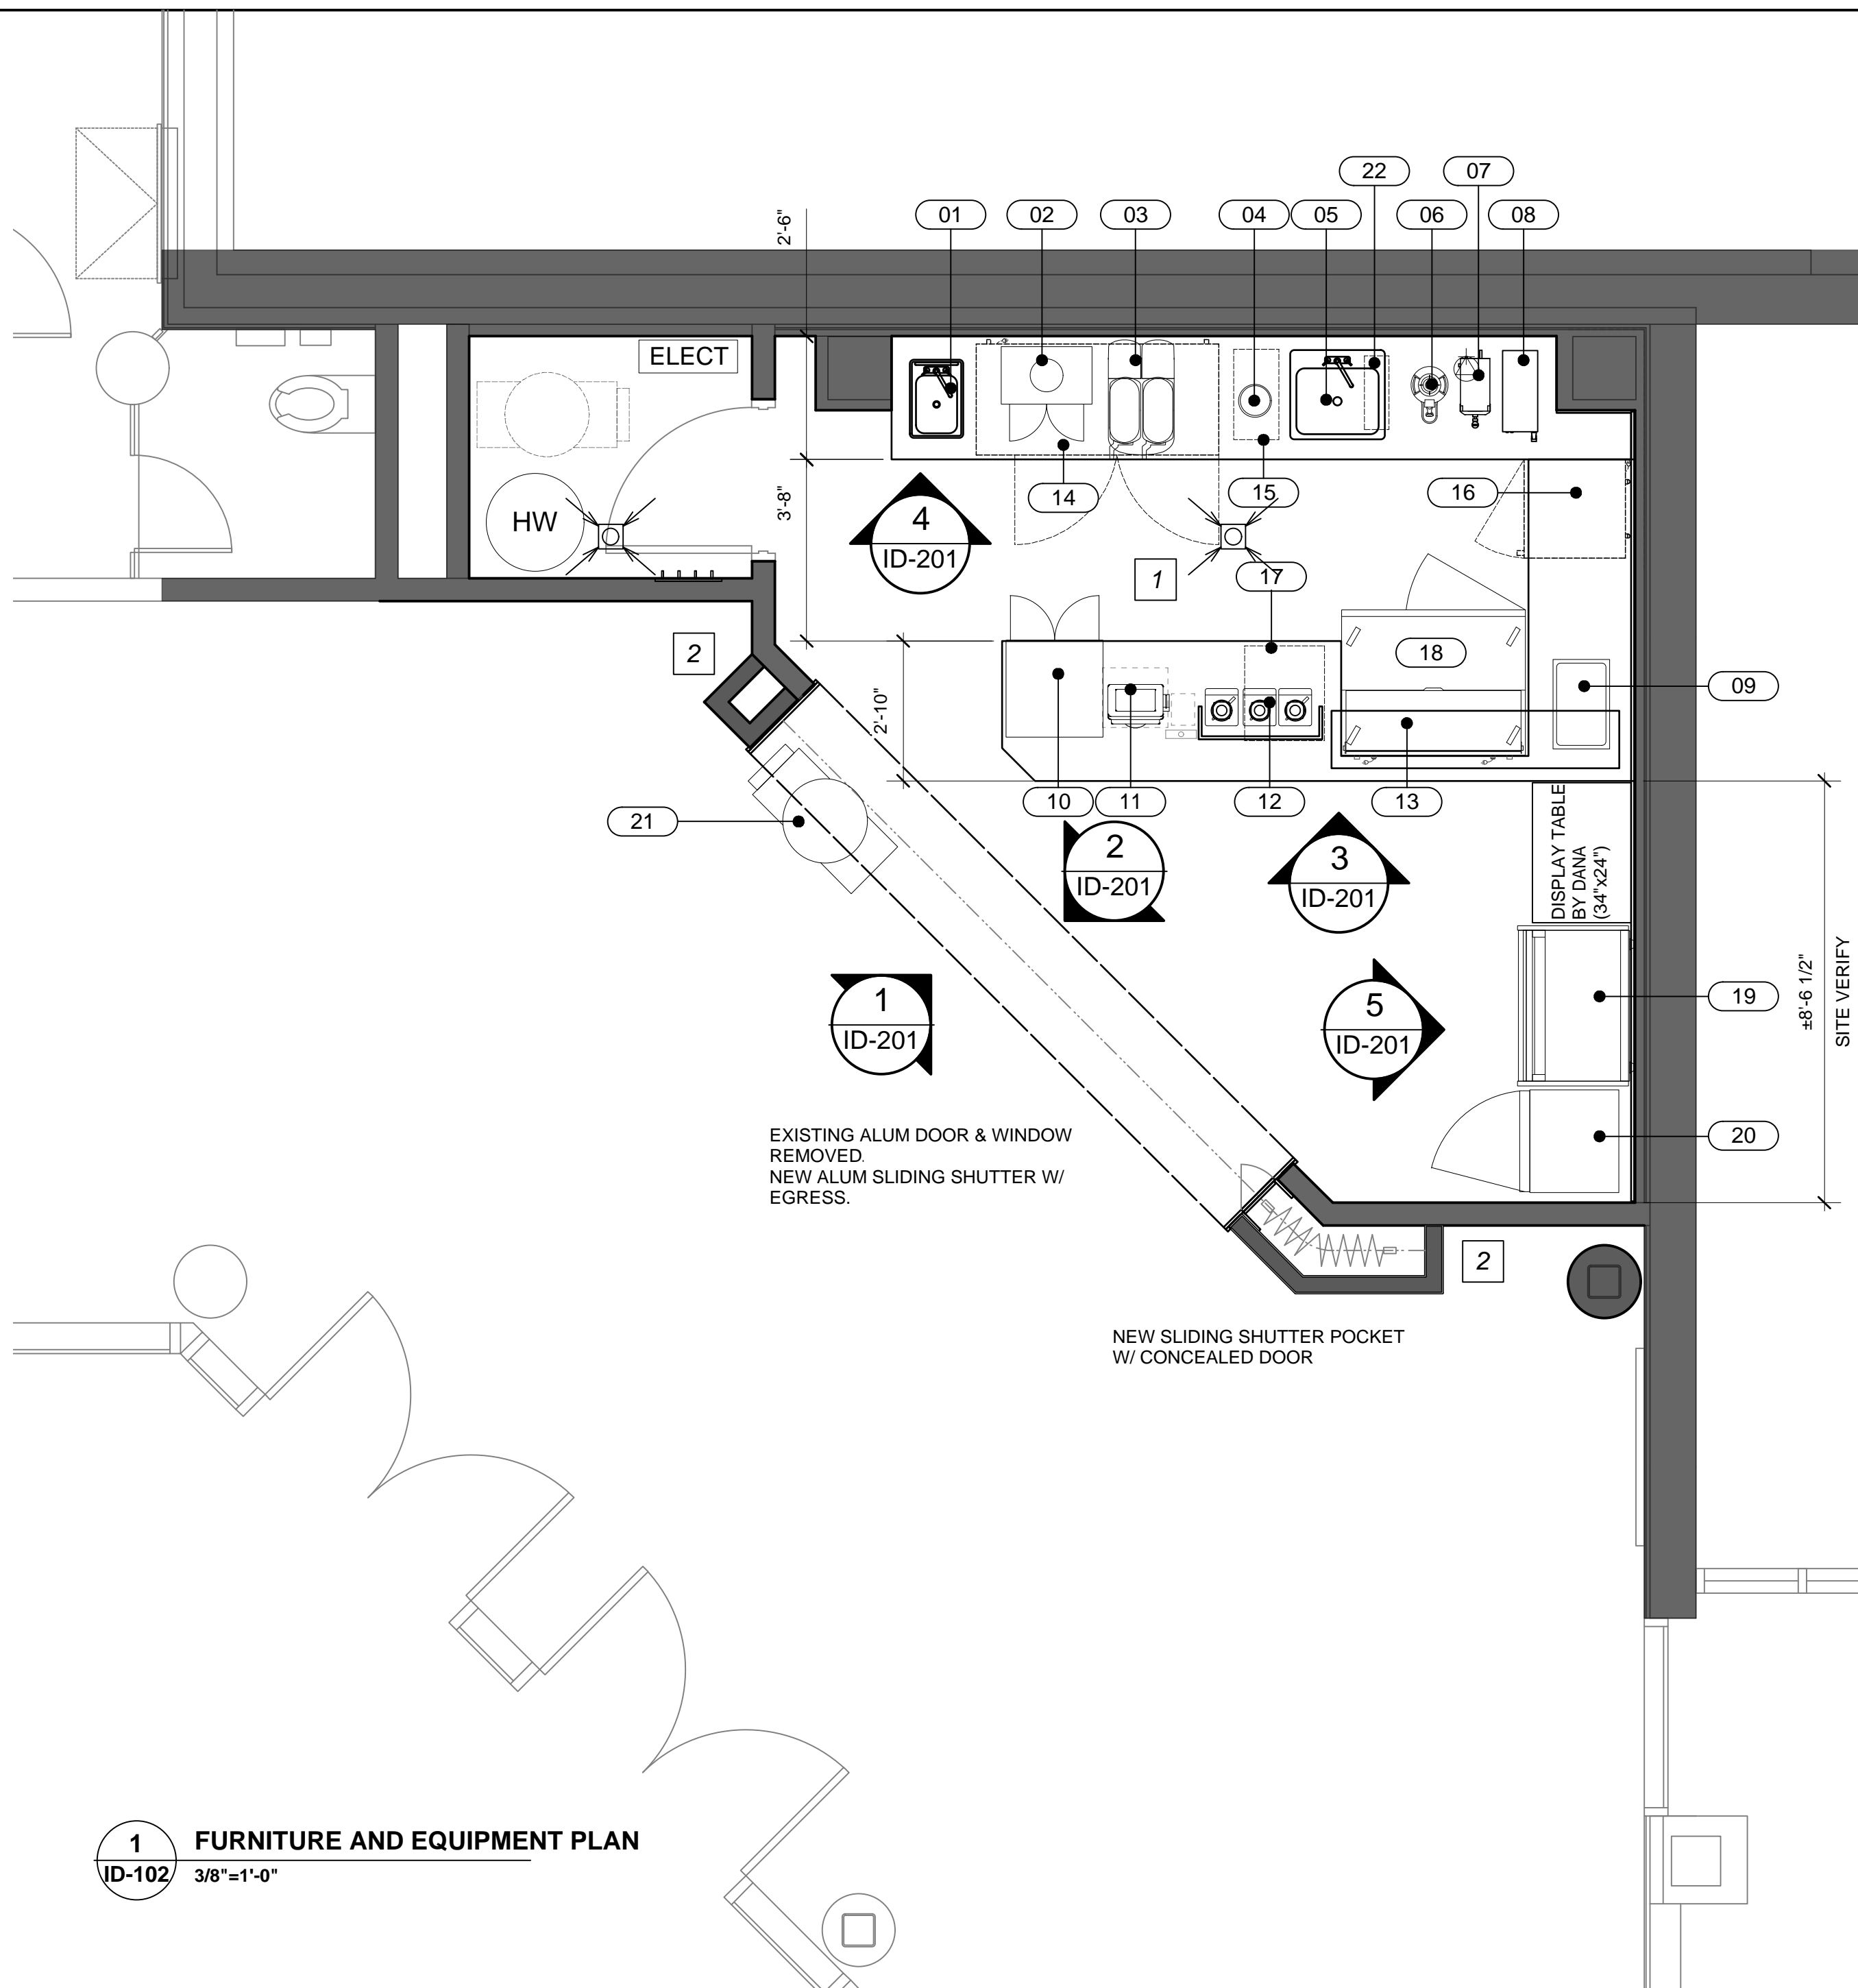 22
07
01
02
03
04
05
06
08
2'-6"
ELECT
HW
3'-8"
14
15
16
4
ID-201
1
17
2
18
09
2'-10"
10
11
12
13
21
2
ID-201
3
ID-201
DISPLAY TABLE
BY DANA
(34"x24")
1
ID-201
5
ID-201
19
±8'-6 1/2"
SITE VERIFY
20
EXISTING ALUM DOOR & WINDOW
REMOVED.
NEW ALUM SLIDING SHUTTER W/
EGRESS.
2
NEW SLIDING SHUTTER POCKET
W/ CONCEALED DOOR
1
ID-102
FURNITURE AND EQUIPMENT PLAN
3/8"=1'-0"